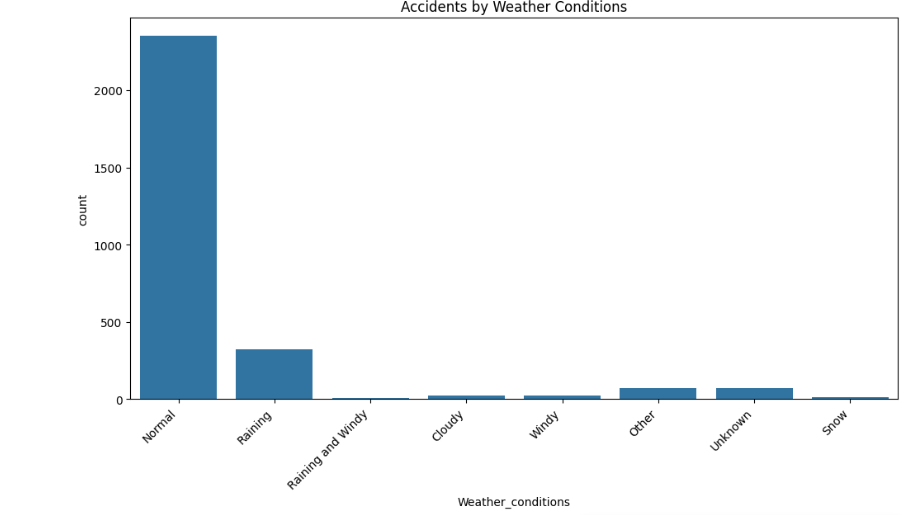 Accidents by Weather Conditions
2000
1500
1000
500
0
count
Normal
Raining
Raining and Windy
Cloudy
Windy
Other
Unknown
Snow
Weather_conditions